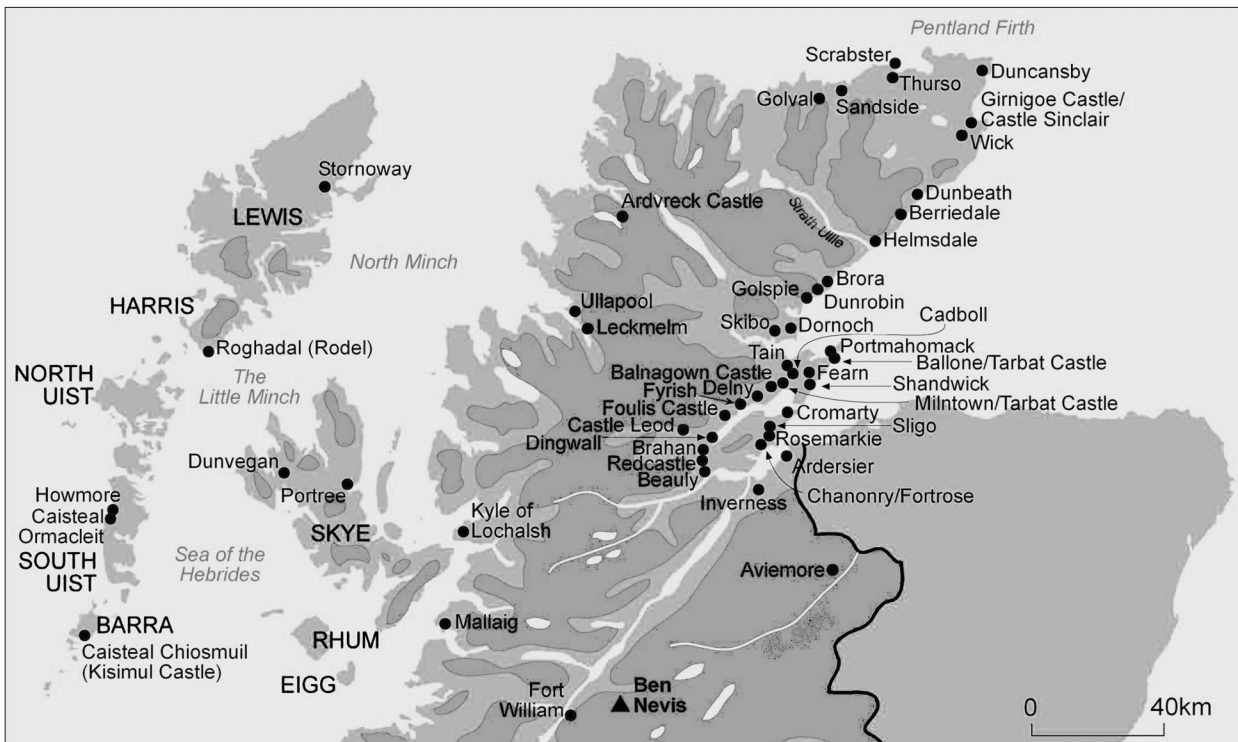 Pentland Firth
Scrabster
Duncansby
Thurso
Golval
Sandside
Girnigoe Castle/
Castle Sinclair
Wick
Stornoway
Dunbeath
Ardvreck Castle
LEWIS
Strath Ullie
Berriedale
Helmsdale
North Minch
Brora
Golspie
Dunrobin
HARRIS
Ullapool
Cadboll
Leckmelm
Skibo
Dornoch
Portmahomack
Roghadal (Rodel)
Tain
Ballone/Tarbat Castle
NORTH
UIST
The
Little Minch
Balnagown Castle
Fearn
Fyrish
Delny
Shandwick
Milntown/Tarbat Castle
Foulis Castle
Cromarty
Castle Leod
Sligo
Dingwall
Rosemarkie
Brahan
Dunvegan
Redcastle
Ardersier
Beauly
Portree
Howmore
Chanonry/Fortrose
Inverness
Caisteal
Ormacleit
Kyle of
Lochalsh
SKYE
SOUTH
UIST
Sea of the
Hebrides
Aviemore
BARRA
Mallaig
RHUM
Caisteal Chiosmuil
(Kisimul Castle)
EIGG
Fort
William
Ben
Nevis
0 40km